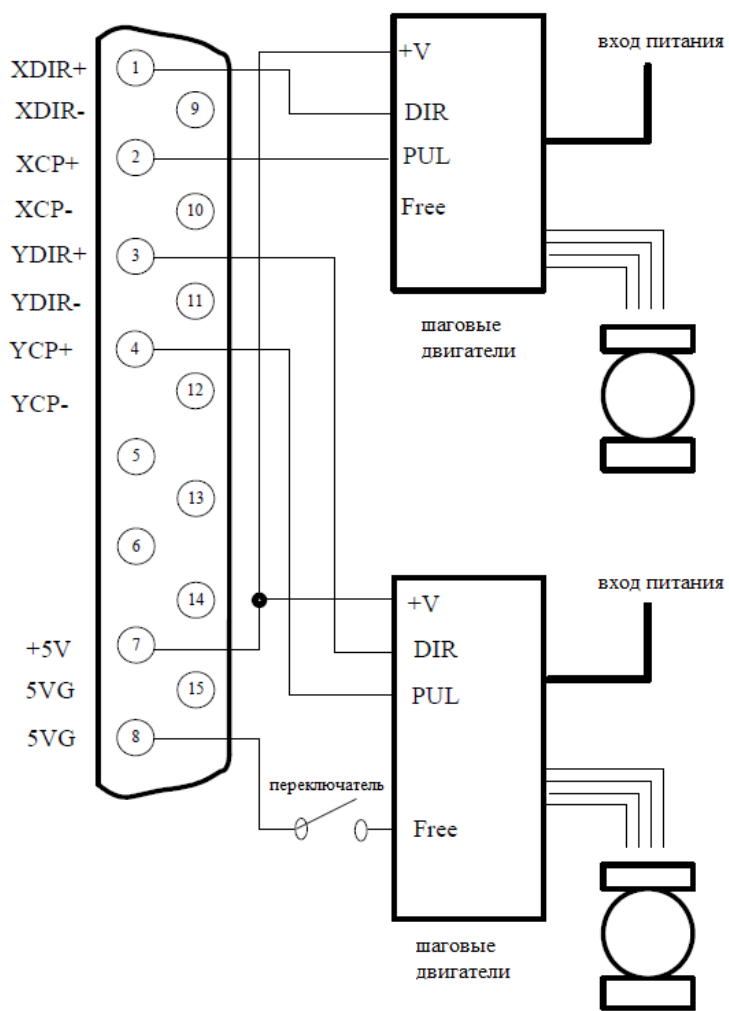 XDIR+
1
XDIR-
9
XCP+
2
XCP-
10
YDIR+
3
YDIR-
11
YCP+
4
YCP-
12
5
13
6
14
+5V
7
5VG
15
5VG
8
+V
DIR
PUL
Free
вход питания
шаговые
двигатели
+V
DIR
PUL
Free
вход питания
переключатель
шаговые
двигатели